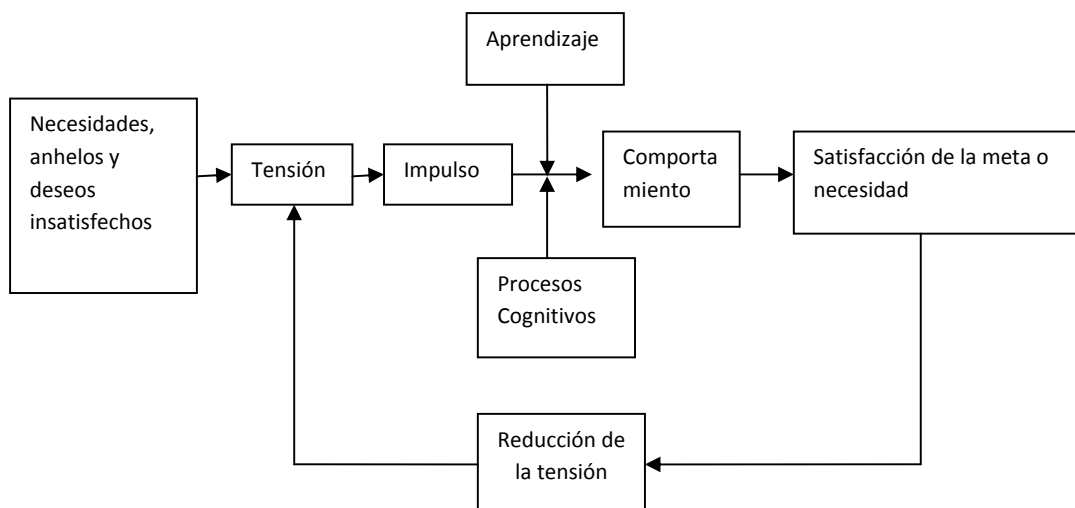 Aprendizaje
Necesidades,
anhelos y
deseos
insatisfechos
Tensión
Impulso
Comporta
miento
Satisfacción de la meta o
necesidad
Procesos
Cognitivos
Reducción de
la tensión